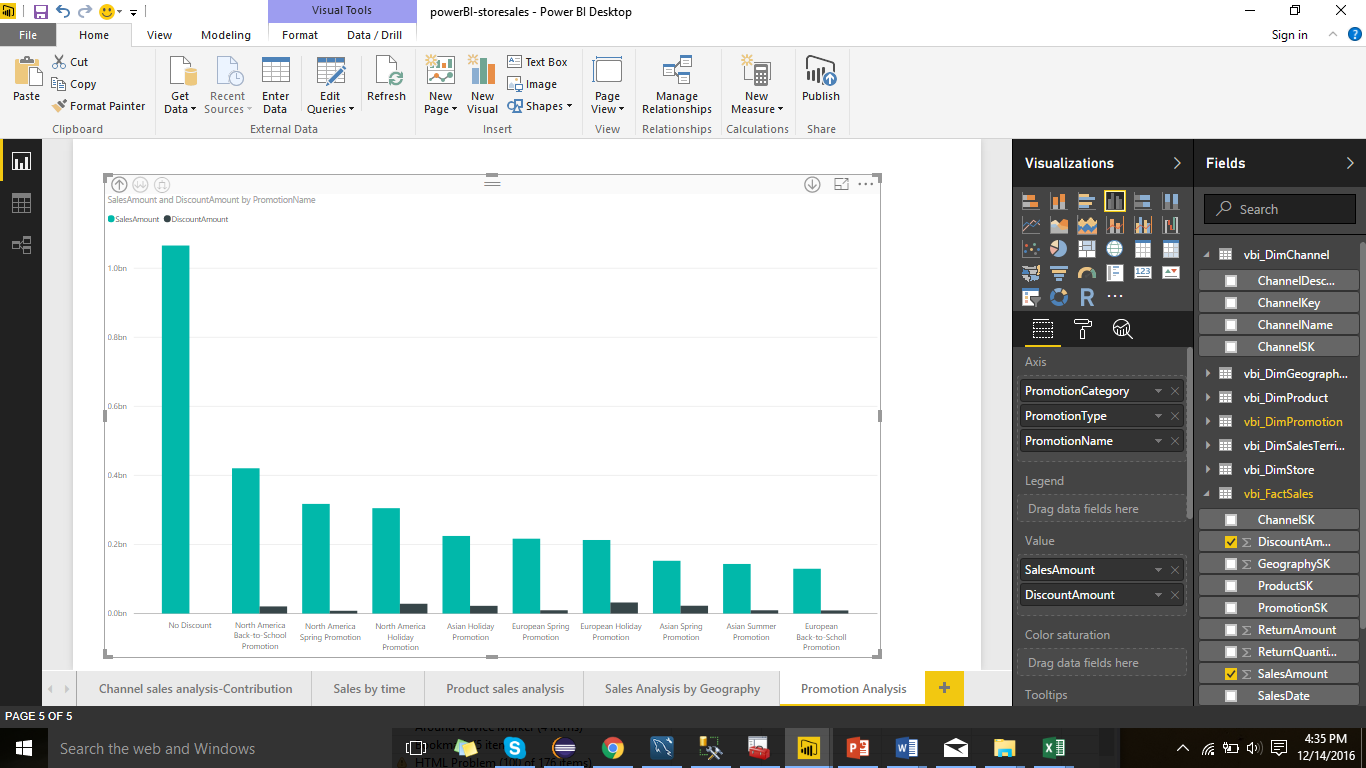 Visual Tools
powerBI-storesales - Power BI Desktop
File Home View Modeling Format Data / Drill Sign in
Paste
Cut
Copy
Format Painter
Clipboard
Get Data
Recent Sources
Enter Data
Edit Queries
Refresh
External Data
New Page
New Visual
Text Box
Image
Shapes
Insert
Page View
View
Manage Relationships
Relationships
New Measure
Calculations
Publish
Share
SalesAmount and DiscountAmount by PromotionName
SalesAmount DiscountAmount
1.0bn
0.8bn
0.6bn
0.4bn
0.2bn
0.0bn
No Discount
North America
Back-to-School
Promotion
North America
Spring Promotion
North America
Holiday
Promotion
Asian Holiday
Promotion
European Spring
Promotion
European Holiday
Promotion
Asian Spring
Promotion
Asian Summer
Promotion
European
Back-to-Scholl
Promotion
Visualizations
R
123
Axis
PromotionCategory
PromotionType
PromotionName
Legend
Drag data fields here
Value
SalesAmount
DiscountAmount
Color saturation
Drag data fields here
Tooltips
Fields
Search
vbi_DimChannel
ChannelDesc...
ChannelKey
ChannelName
ChannelSK
vbi_DimGeograph...
vbi_DimProduct
vbi_DimPromotion
vbi_DimSalesTerri...
vbi_DimStore
vbi_FactSales
ChannelSK
DiscountAm...
GeographySK
ProductSK
PromotionSK
ReturnAmount
ReturnQuanti...
SalesAmount
SalesDate
Channel sales analysis-Contribution
Sales by time
Product sales analysis
Sales Analysis by Geography
Promotion Analysis
PAGE 5 OF 5
Search the web and Windows
HTML Problem (100 of 176 items)
4:35 PM
12/14/2016